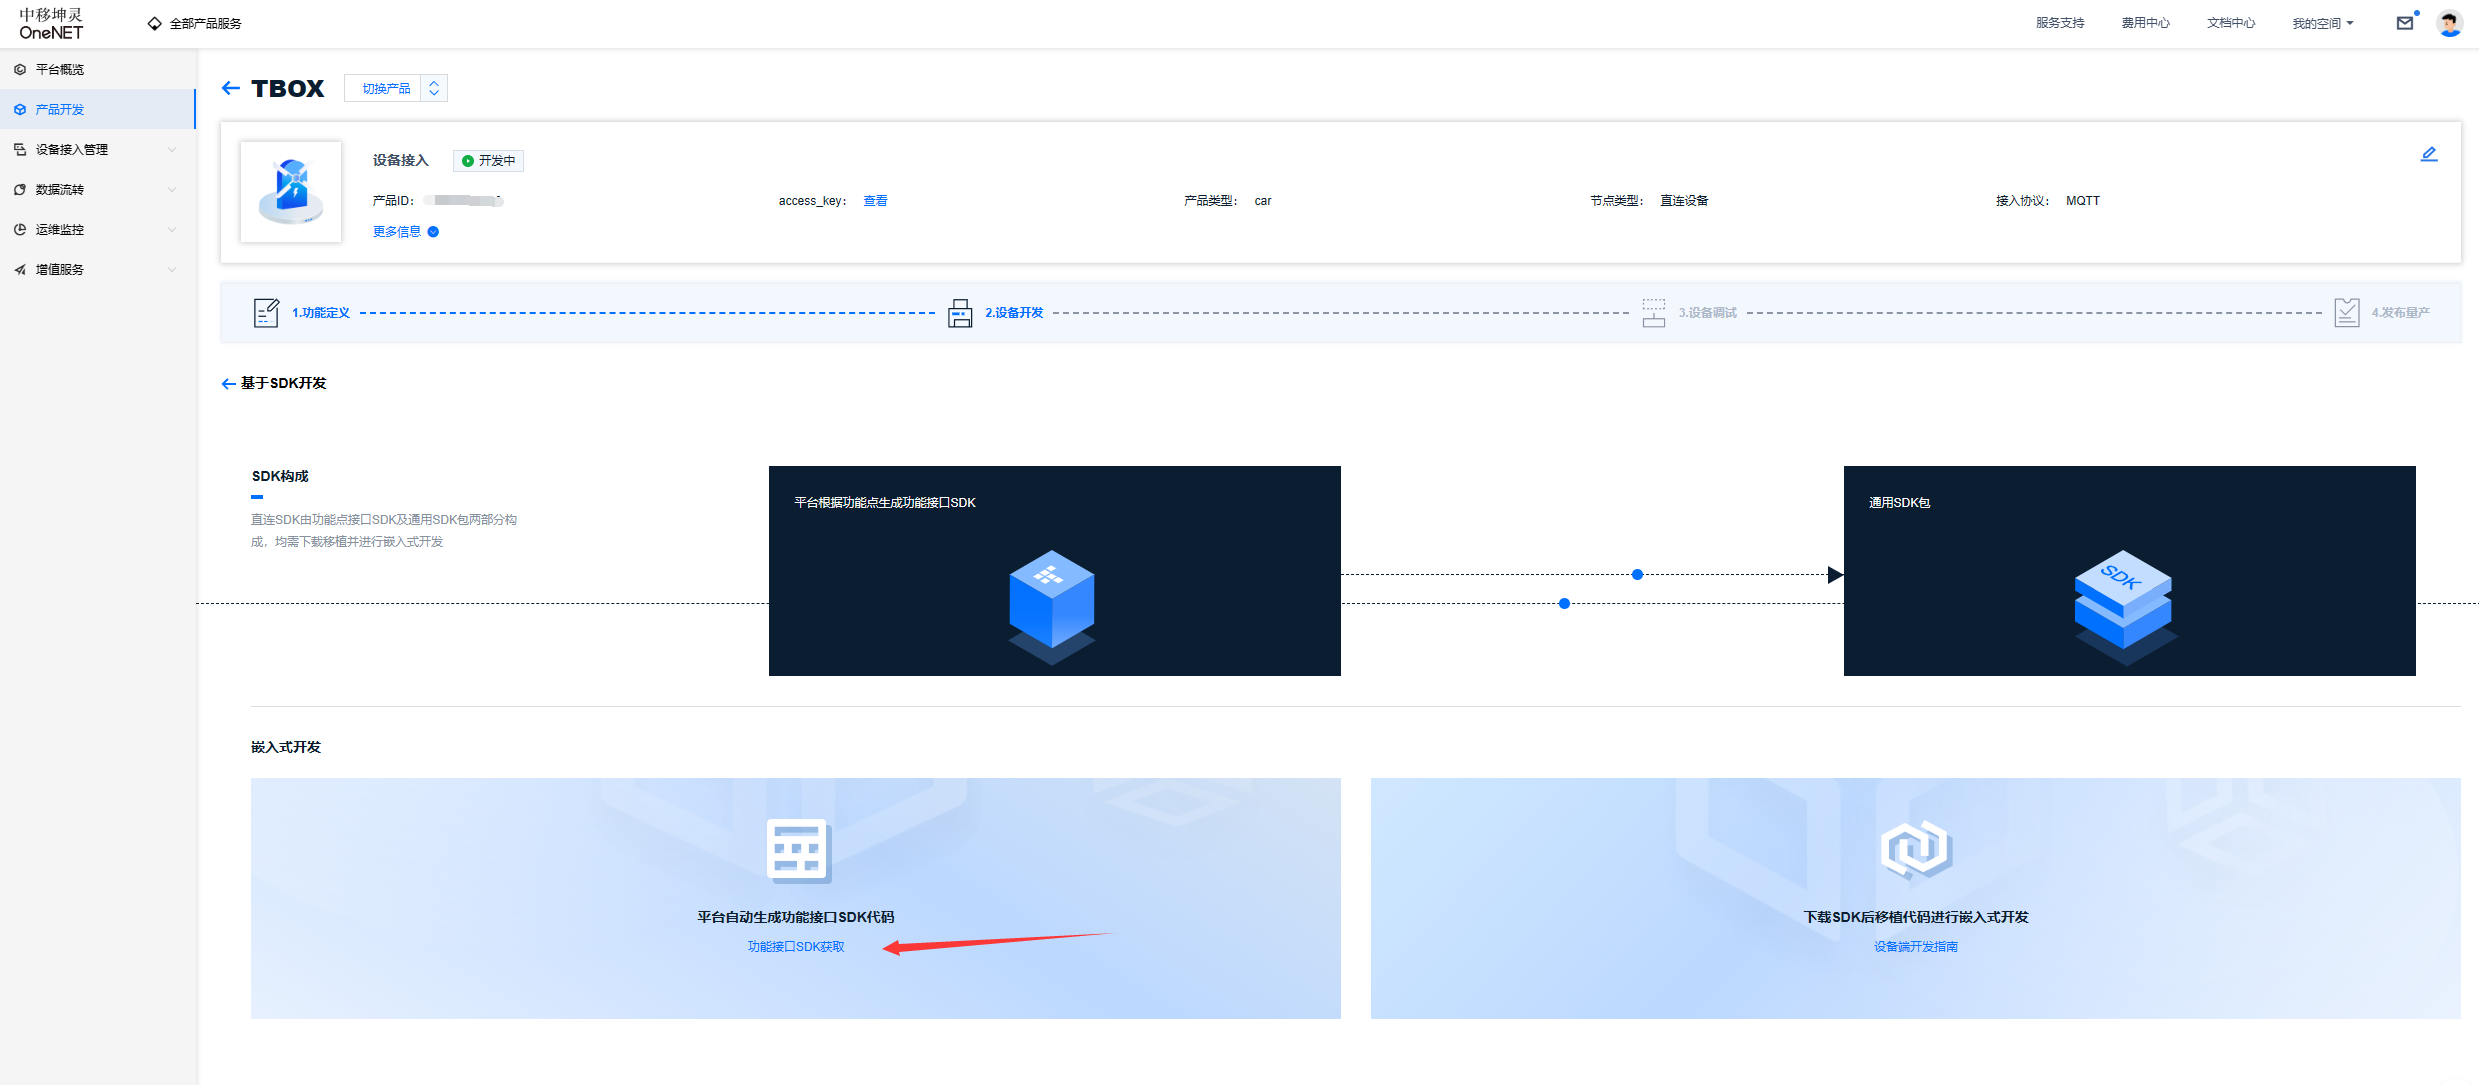 中移坤灵
OneNET
全部产品服务
服务支持
费用中心
文档中心
我的空间
平台概览
产品开发
设备接入管理
数据流转
运维监控
增值服务
TBOX
切换产品
设备接入
开发中
产品ID：
access_key： 查看
产品类型： car
节点类型： 直连设备
接入协议： MQTT
更多信息
1.功能定义
2.设备开发
3.设备调试
4.发布量产
基于SDK开发
SDK构成
直连SDK由功能点接口SDK及通用SDK包两部分构
成，均需下载移植并进行嵌入式开发
平台根据功能点生成功能接口SDK
通用SDK包
SDK
嵌入式开发
平台自动生成功能接口SDK代码
功能接口SDK获取
下载SDK后移植代码进行嵌入式开发
设备端开发指南